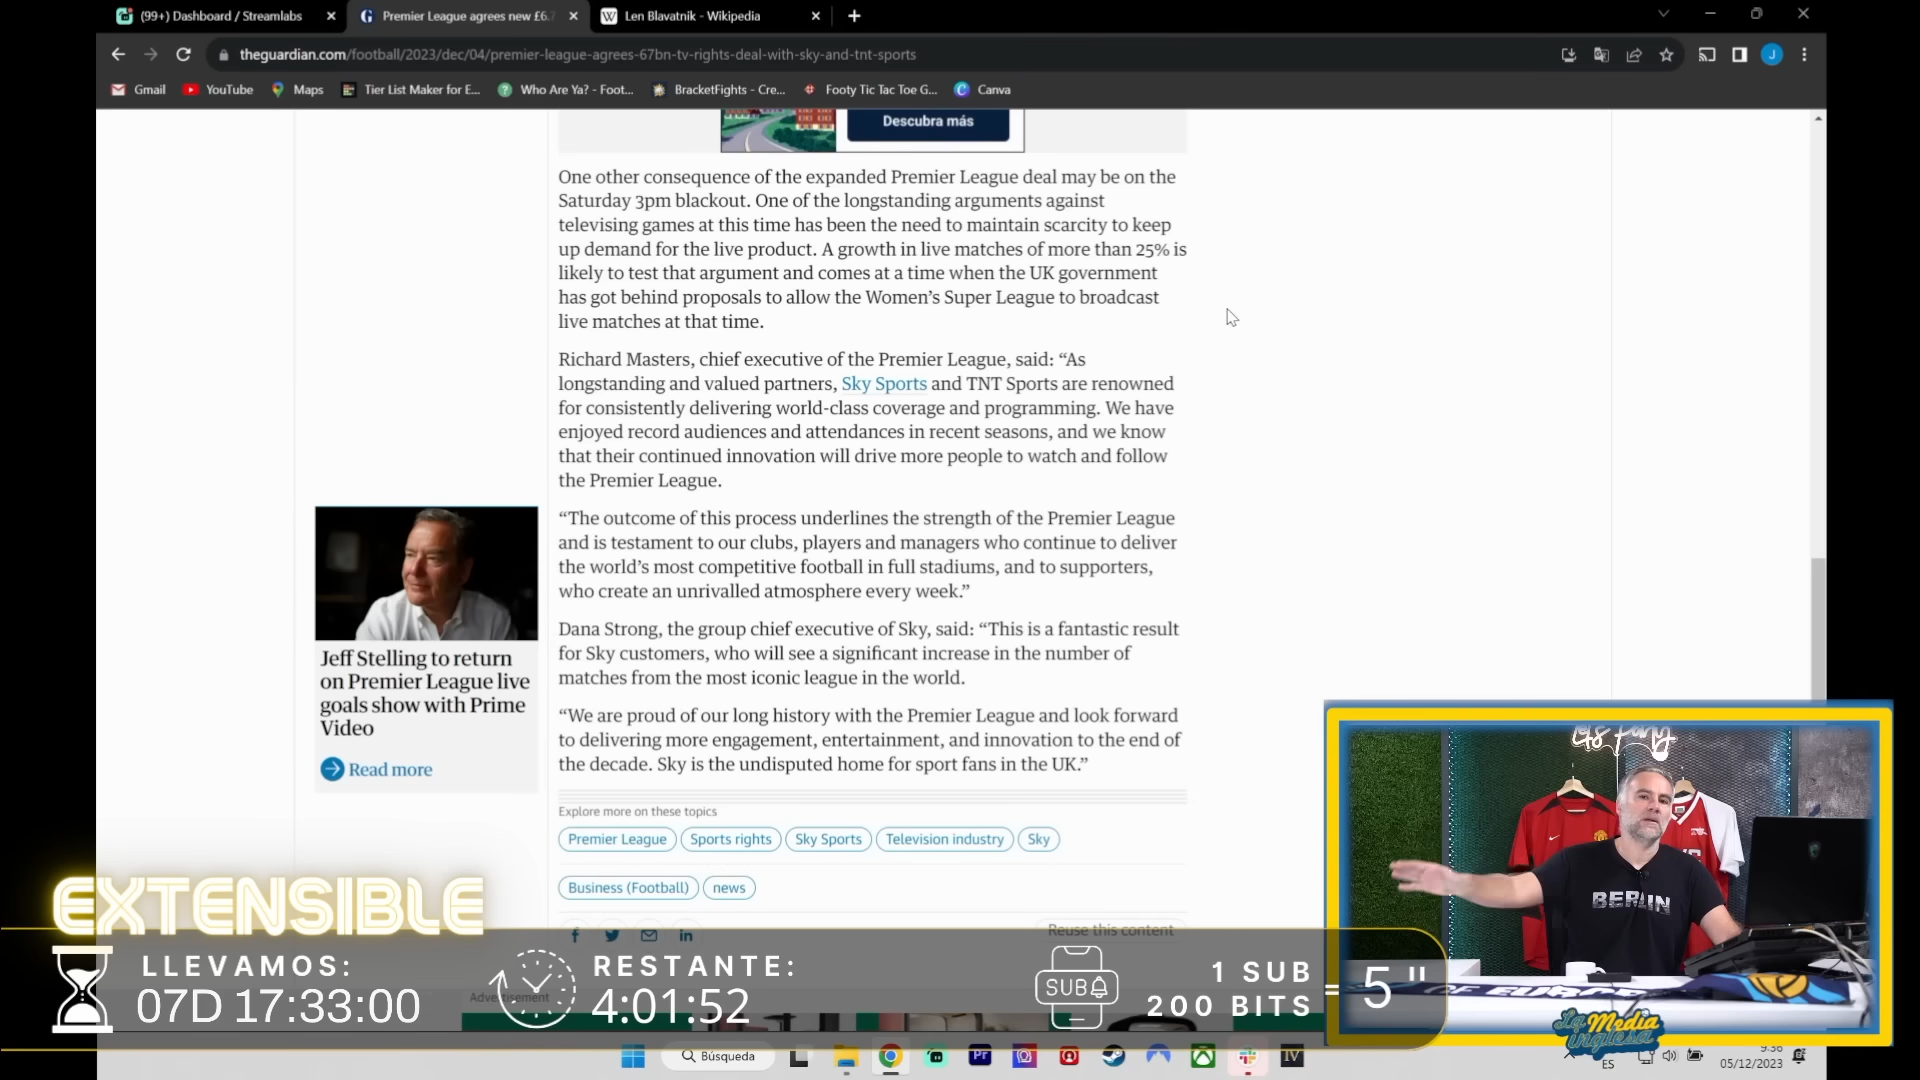 (99+) Dashboard / Streamlabs
Premier League agrees new £6.7
Len Blavatnik - Wikipedia
theguardian.com/football/2023/dec/04/premier-league-agrees-67bn-tv-rights-deal-with-sky-and-tnt-sports
Gmail
YouTube
Maps
Tier List Maker for E...
Who Are Ya? - Foot...
BracketFights - Cre...
Footy Tic Tac Toe G...
Canva
Descubra más
One other consequence of the expanded Premier League deal may be on the
Saturday 3pm blackout. One of the longstanding arguments against
televising games at this time has been the need to maintain scarcity to keep
up demand for the live product. A growth in live matches of more than 25% is
likely to test that argument and comes at a time when the UK government
has got behind proposals to allow the Women’s Super League to broadcast
live matches at that time.
Richard Masters, chief executive of the Premier League, said: “As
longstanding and valued partners, Sky Sports and TNT Sports are renowned
for consistently delivering world-class coverage and programming. We have
enjoyed record audiences and attendances in recent seasons, and we know
that their continued innovation will drive more people to watch and follow
the Premier League.
“The outcome of this process underlines the strength of the Premier League
and is testament to our clubs, players and managers who continue to deliver
the world’s most competitive football in full stadiums, and to supporters,
who create an unrivalled atmosphere every week.”
Dana Strong, the group chief executive of Sky, said: “This is a fantastic result
for Sky customers, who will see a significant increase in the number of
matches from the most iconic league in the world.
“We are proud of our long history with the Premier League and look forward
to delivering more engagement, entertainment, and innovation to the end of
the decade. Sky is the undisputed home for sport fans in the UK.”
Jeff Stelling to return
on Premier League live
goals show with Prime
Video
Read more
Explore more on these topics
Premier League
Sports rights
Sky Sports
Television industry
Sky
Business (Football)
news
Reuse this content
Advertisement
EXTENSIBLE
LLEVAMOS:
07D 17:33:00
RESTANTE:
4:01:52
SUB
1 SUB
200 BITS
= 5"
BERLIN
OF EUROPE
La Media
Inglesa
Búsqueda
Pr
IV
ES
9:36
05/12/2023